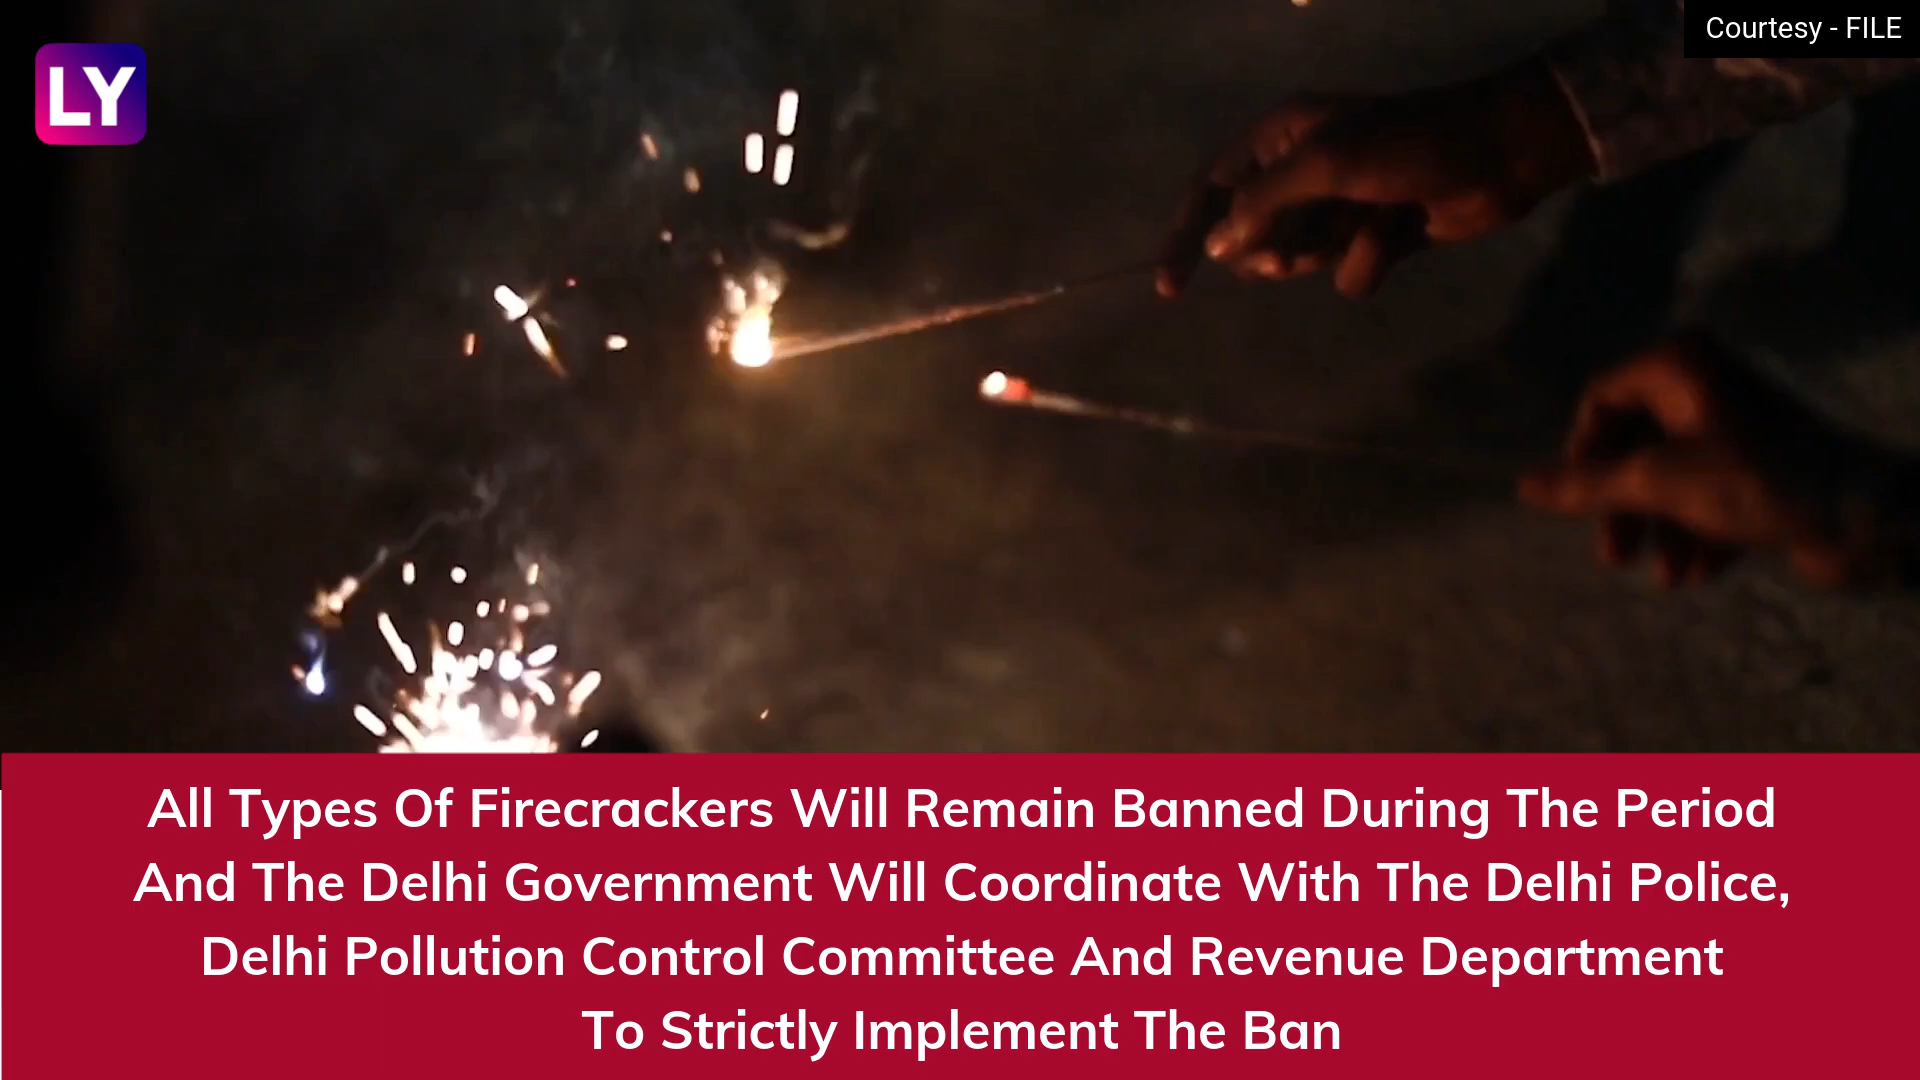 Courtesy - FILE
LY
All Types Of Firecrackers Will Remain Banned During The Period
And The Delhi Government Will Coordinate With The Delhi Police,
Delhi Pollution Control Committee And Revenue Department
To Strictly Implement The Ban